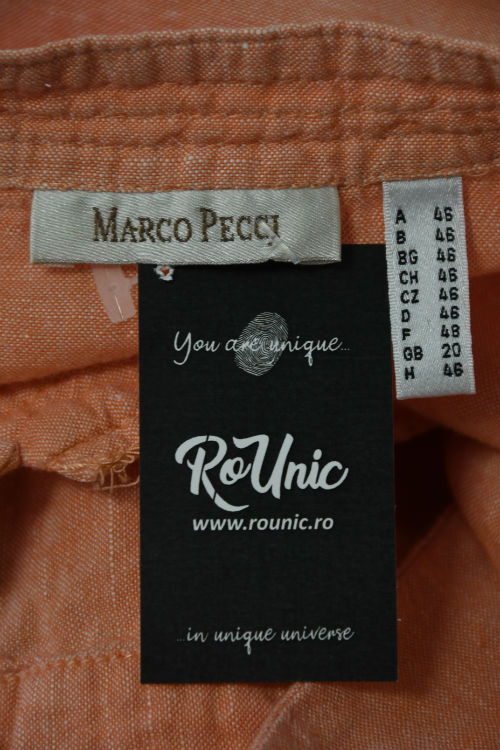 MARCO PECCI
A 46
B 46
BG 46
CH 46
CZ 46
D 46
F 48
GB 20
H 46
You are unique...
RoUnic
www.rounic.ro
...in unique universe